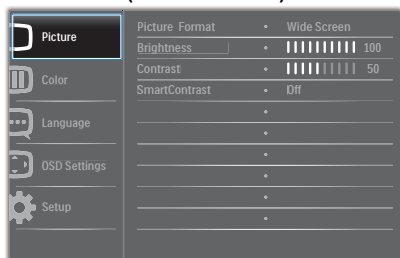 Picture
Color
Language
OSD Settings
Setup
Picture Format • Wide Screen
Brightness • 100
Contrast • 50
SmartContrast • Off
•
•
•
•
•
•